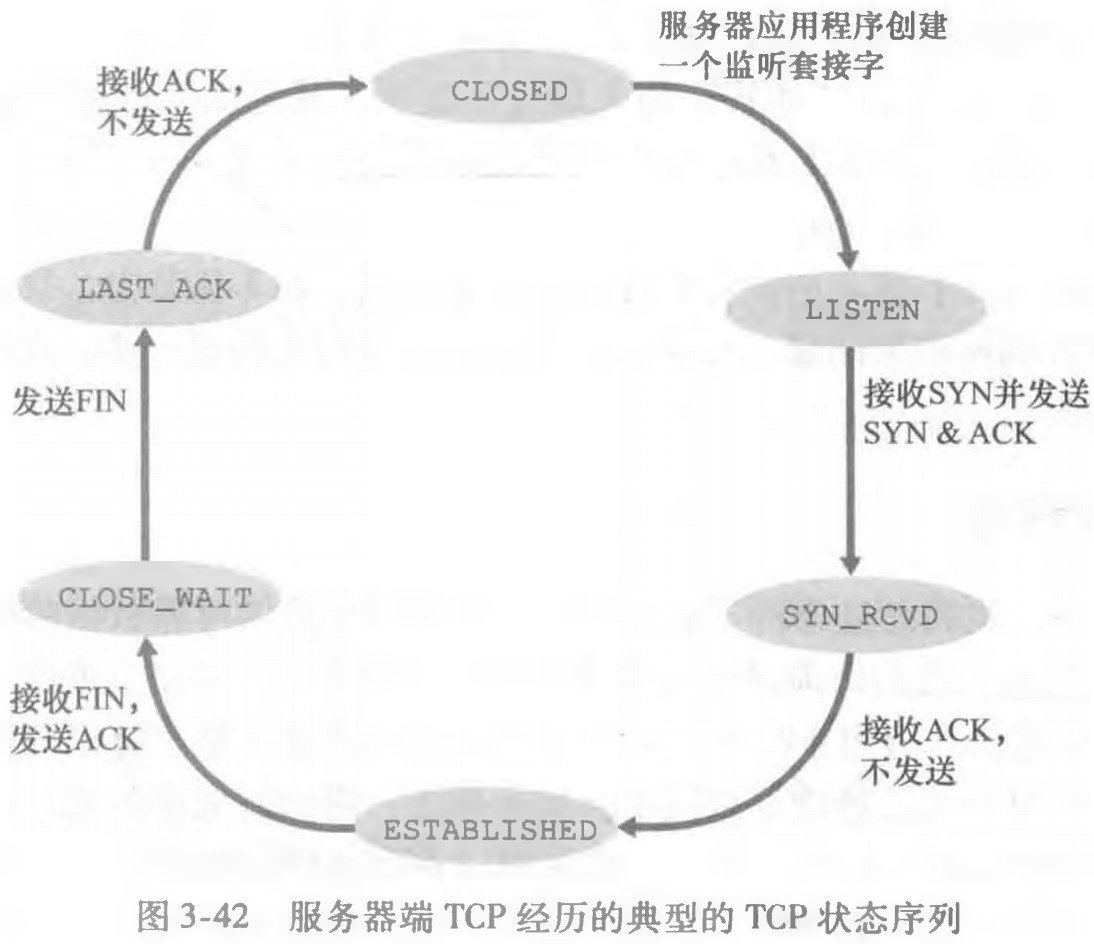 服务器应用程序创建
一个监听套接字
接收ACK，
不发送
CLOSED
LAST_ACK
LISTEN
发送FIN
接收SYN并发送
SYN & ACK
CLOSE_WAIT
SYN_RCVD
接收FIN，
发送ACK
接收ACK，
不发送
ESTABLISHED
图 3-42 服务器端 TCP 经历的典型的 TCP 状态序列